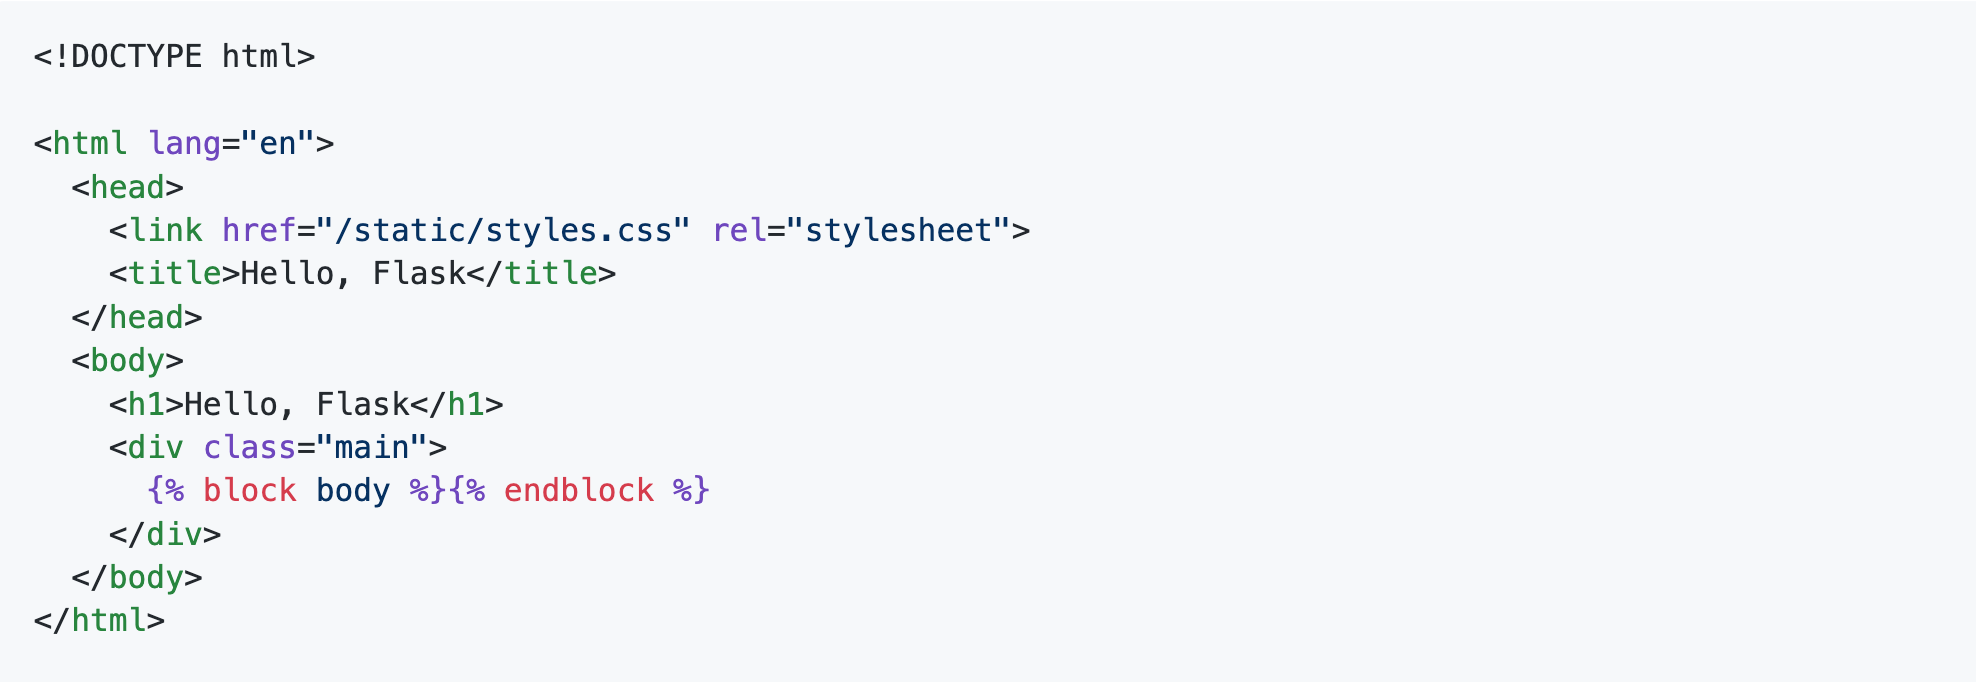 <!DOCTYPE html>

<html lang="en">
  <head>
    <link href="/static/styles.css" rel="stylesheet">
    <title>Hello, Flask</title>
  </head>
  <body>
    <h1>Hello, Flask</h1>
    <div class="main">
      {% block body %}{% endblock %}
    </div>
  </body>
</html>